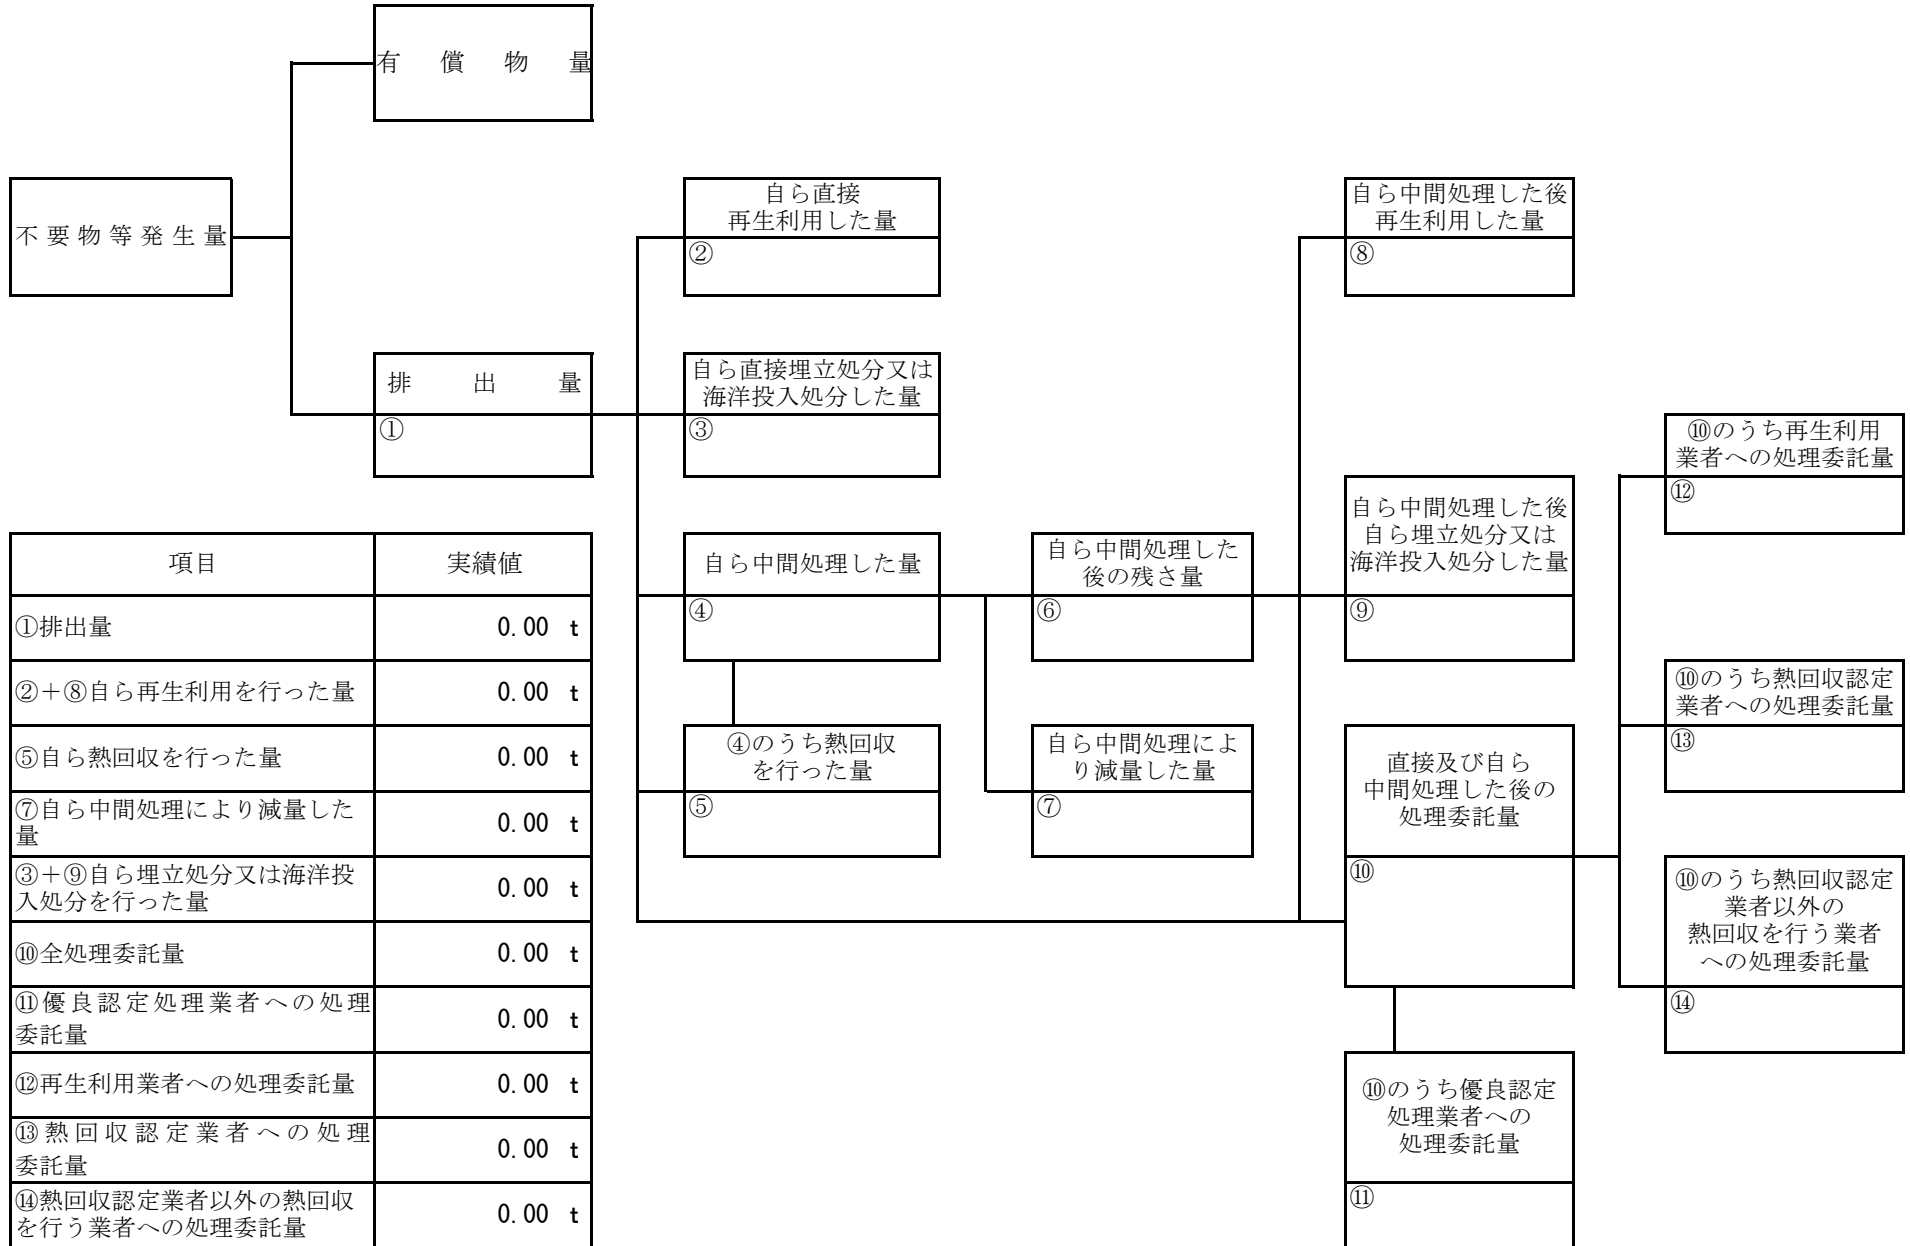 有償物量
不要物等発生量
排出量
①
自ら直接
再生利用した量
②
自ら直接埋立処分又は
海洋投入処分した量
③
自ら中間処理した量
④
④のうち熱回収
を行った量
⑤
自ら中間処理した
後の残さ量
⑥
自ら中間処理によ
り減量した量
⑦
自ら中間処理した後
再生利用した量
⑧
自ら中間処理した後
自ら埋立処分又は
海洋投入処分した量
⑨
直接及び自ら
中間処理した後の
処理委託量
⑩
⑩のうち優良認定
処理業者への
処理委託量
⑪
⑩のうち再生利用
業者への処理委託量
⑫
⑩のうち熱回収認定
業者への処理委託量
⑬
⑩のうち熱回収認定
業者以外の
熱回収を行う業者
への処理委託量
⑭
項目 実績値
①排出量 0.00 t
②+⑧自ら再生利用を行った量 0.00 t
⑤自ら熱回収を行った量 0.00 t
⑦自ら中間処理により減量した
量 0.00 t
③+⑨自ら埋立処分又は海洋投
入処分を行った量 0.00 t
⑩全処理委託量 0.00 t
⑪優良認定処理業者への処理
委託量 0.00 t
⑫再生利用業者への処理委託量 0.00 t
⑬熱回収認定業者への処理
委託量 0.00 t
⑭熱回収認定業者以外の熱回収
を行う業者への処理委託量 0.00 t